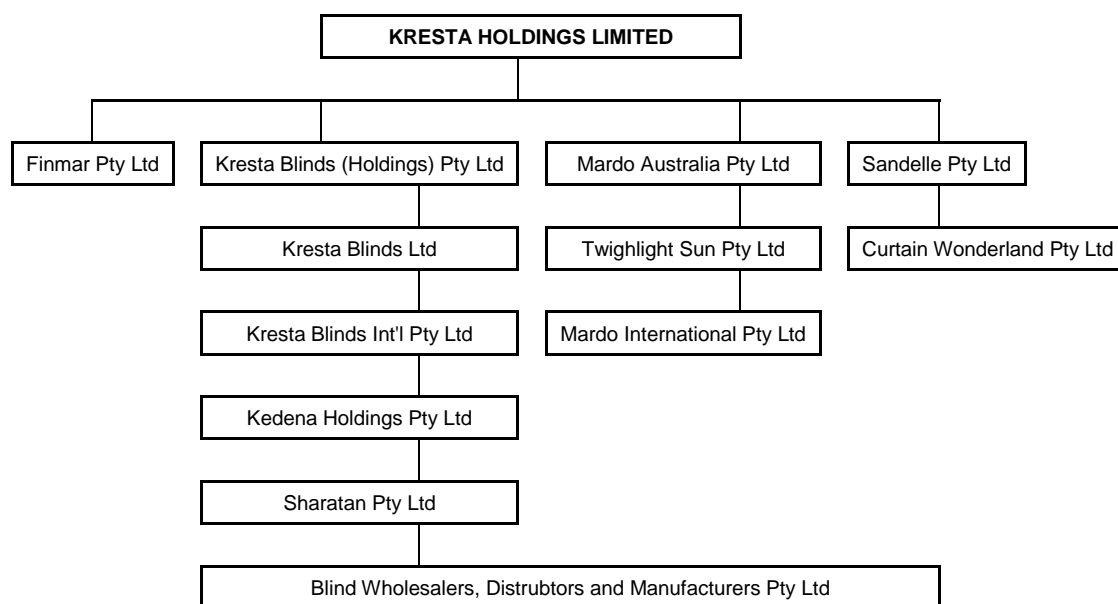 KRESTA HOLDINGS LIMITED
Finmar Pty Ltd
Kresta Blinds (Holdings) Pty Ltd
Mardo Australia Pty Ltd
Sandelle Pty Ltd
Kresta Blinds Ltd
Twighlight Sun Pty Ltd
Curtain Wonderland Pty Ltd
Kresta Blinds Int'l Pty Ltd
Mardo International Pty Ltd
Kedena Holdings Pty Ltd
Sharatan Pty Ltd
Blind Wholesalers, Distrubtors and Manufacturers Pty Ltd